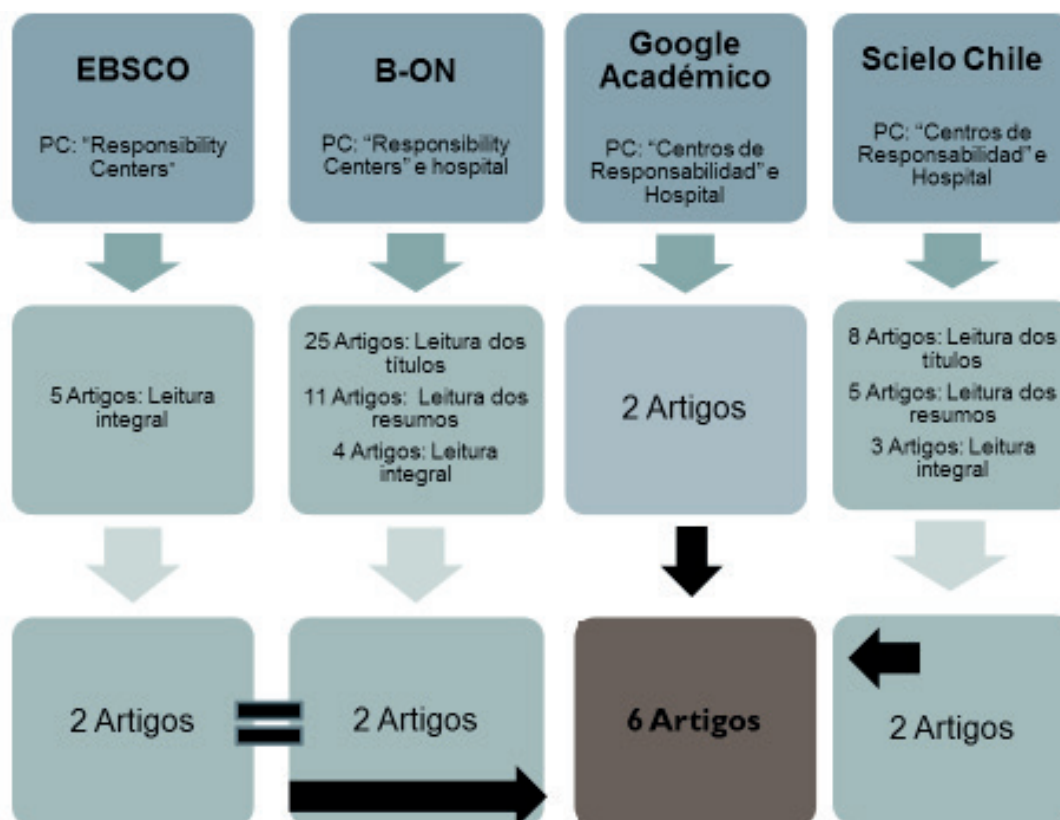 EBSCO
PC: "Responsibility
Centers"
B-ON
PC: "Responsibility
Centers" e hospital
Google
Académico
PC: "Centros de
Responsabilidad" e
Hospital
Scielo Chile
PC: "Centros de
Responsabilidad" e
Hospital
5 Artigos: Leitura
integral
25 Artigos: Leitura dos
títulos
11 Artigos: Leitura dos
resumos
4 Artigos: Leitura
integral
2 Artigos
8 Artigos: Leitura dos
títulos
5 Artigos: Leitura dos
resumos
3 Artigos: Leitura
integral
2 Artigos
=
2 Artigos
6 Artigos
2 Artigos